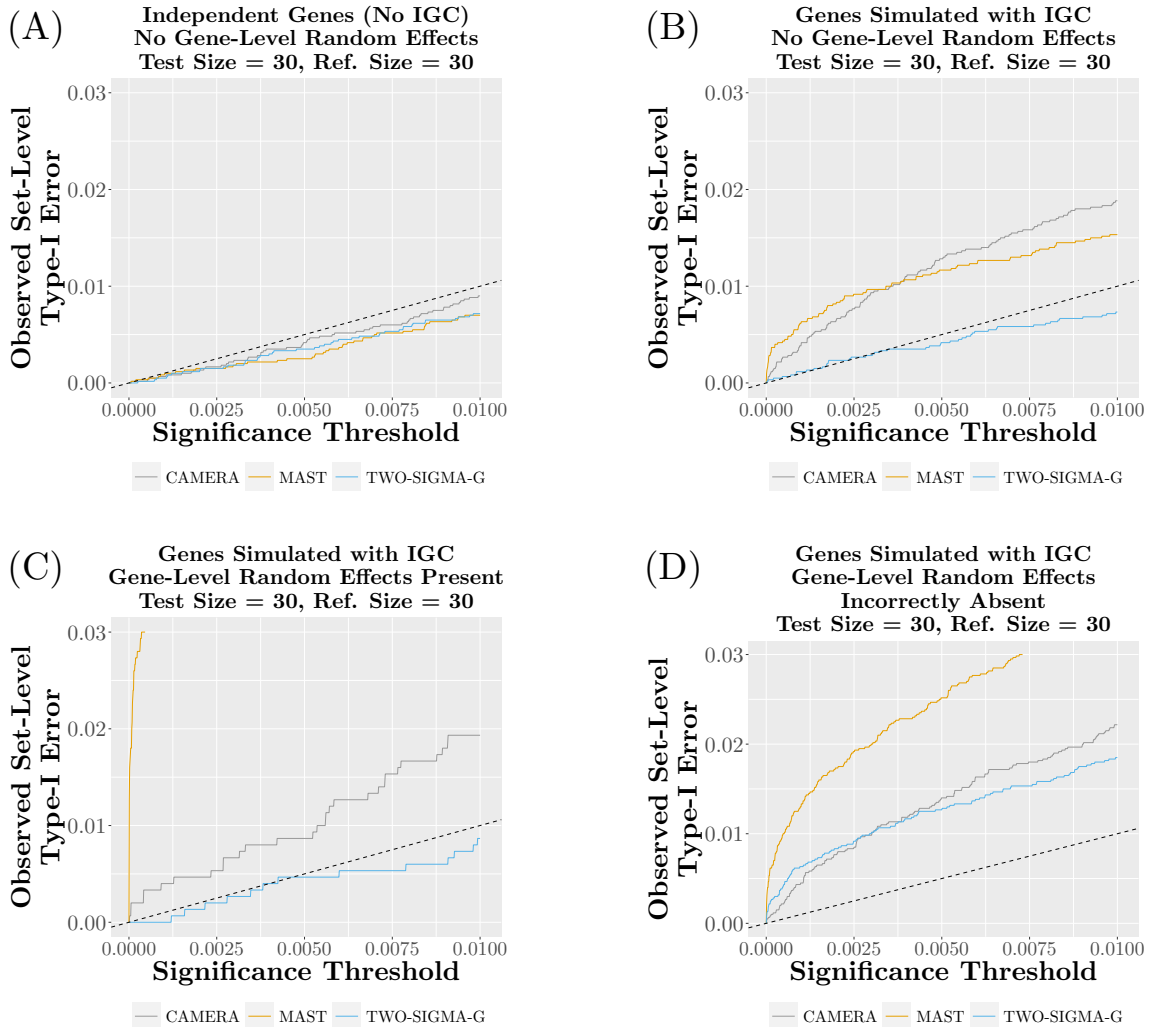 (A)
Independent Genes (No IGC)
No Gene-Level Random Effects
Test Size = 30, Ref. Size = 30
Observed Set-Level
Type-I Error
0.03
0.02
0.01
0.00
0.0000 0.0025 0.0050 0.0075 0.0100
Significance Threshold
CAMERA MAST TWO-SIGMA-G
(B)
Genes Simulated with IGC
No Gene-Level Random Effects
Test Size = 30, Ref. Size = 30
Observed Set-Level
Type-I Error
0.03
0.02
0.01
0.00
0.0000 0.0025 0.0050 0.0075 0.0100
Significance Threshold
CAMERA MAST TWO-SIGMA-G
(C)
Genes Simulated with IGC
Gene-Level Random Effects Present
Test Size = 30, Ref. Size = 30
Observed Set-Level
Type-I Error
0.03
0.02
0.01
0.00
0.0000 0.0025 0.0050 0.0075 0.0100
Significance Threshold
CAMERA MAST TWO-SIGMA-G
(D)
Genes Simulated with IGC
Gene-Level Random Effects
Incorrectly Absent
Test Size = 30, Ref. Size = 30
Observed Set-Level
Type-I Error
0.03
0.02
0.01
0.00
0.0000 0.0025 0.0050 0.0075 0.0100
Significance Threshold
CAMERA MAST TWO-SIGMA-G